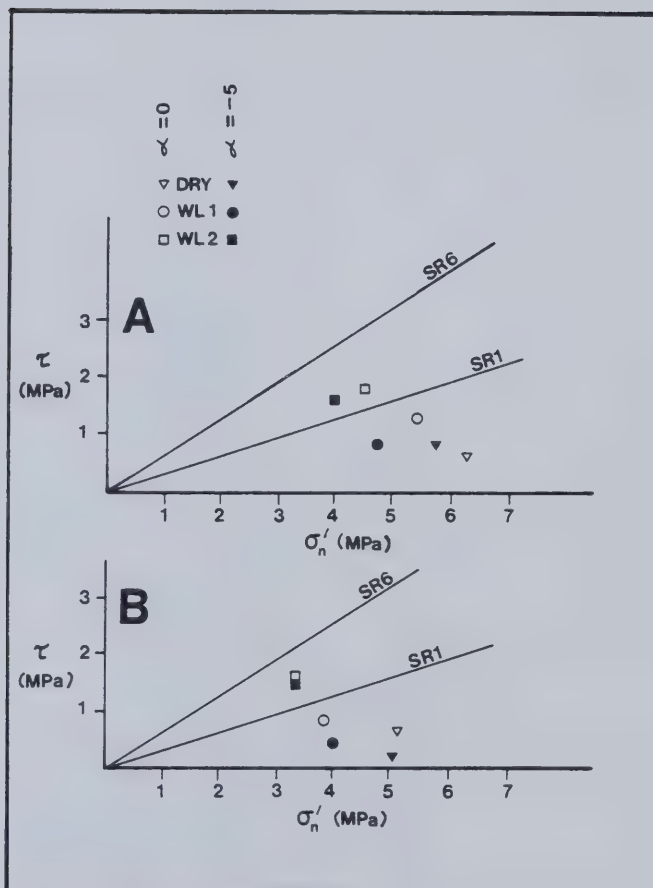 γ = 0
γ = -5
▽ DRY ▼
○ WL 1 ●
□ WL 2 ■
A
τ
(MPa)
3
2
1
SR6
SR1
1 2 3 4 5 6 7
σn′ (MPa)
B
τ
(MPa)
3
2
1
SR6
SR1
1 2 3 4 5 6 7
σn′ (MPa)